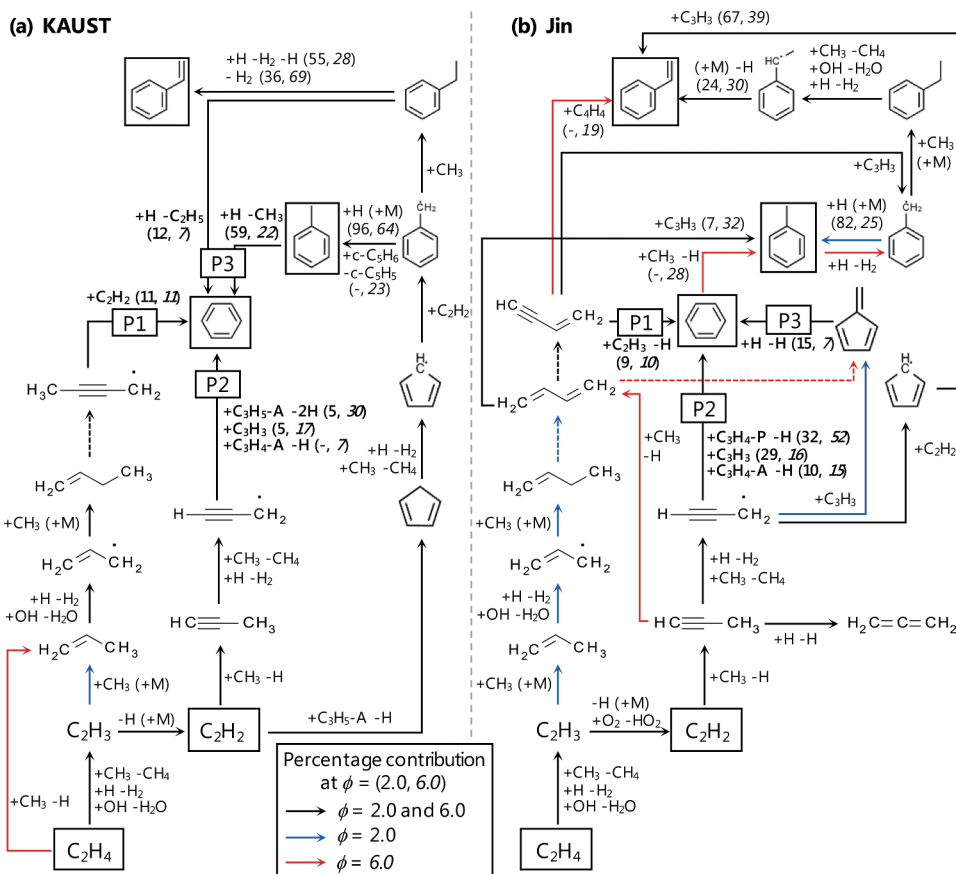 (a) KAUST
+H -H2 -H (55, 28)
- H2 (36, 69)
+CH3
+H -C2H5
(12, 7)
+H -CH3
(59, 22)
+H (+M)
(96, 64)
+c-C5H6
-c-C5H5
(-, 23)
ĊH2
P3
+C2H2 (11, 11)
P1
+C2H2
P2
H3C
CH2
+C3H5-A -2H (5, 30)
+C3H3 (5, 17)
+C3H4-A -H (-, 7)
CH
+H -H2
+CH3 -CH4
H2C
CH3
H
CH2
+CH3 (+M)
H2C
CH2
+CH3 -CH4
+H -H2
+H -H2
+OH -H2O
HC
CH3
H2C
CH3
+CH3 (+M)
+CH3 -H
C2H3
-H (+M)
C2H2
+C3H5-A -H
+CH3 -H
+CH3 -CH4
+H -H2
+OH -H2O
C2H4
Percentage contribution
at ϕ = (2.0, 6.0)
ϕ = 2.0 and 6.0
ϕ = 2.0
ϕ = 6.0
(b) Jin
+C3H3 (67, 39)
HC
+CH3 -CH4
+OH -H2O
+H -H2
(+M) -H
(24, 30)
+C4H4
(-, 19)
+C3H3
+CH3
(+M)
CH2
+C3H3 (7, 32)
+H (+M)
(82, 25)
+CH3 -H
(-, 28)
+H -H2
HC
CH2
P1
+C2H3 -H
(9, 10)
P3
+H -H (15, 7)
CH2
H
C
H2C
CH2
P2
+CH3
-H
+C3H4-P -H (32, 52)
+C3H3 (29, 16)
+C3H4-A -H (10, 15)
+C2H2
H2C
CH3
+C3H3
H
CH2
+CH3 (+M)
H2C
CH2
+H -H2
+CH3 -CH4
+H -H2
+OH -H2O
HC
CH3
+H -H
H2C
CH2
H2C
CH3
+CH3 (+M)
+CH3 -H
C2H3
-H (+M)
+O2 -HO2
C2H2
+CH3 -CH4
+H -H2
+OH -H2O
C2H4